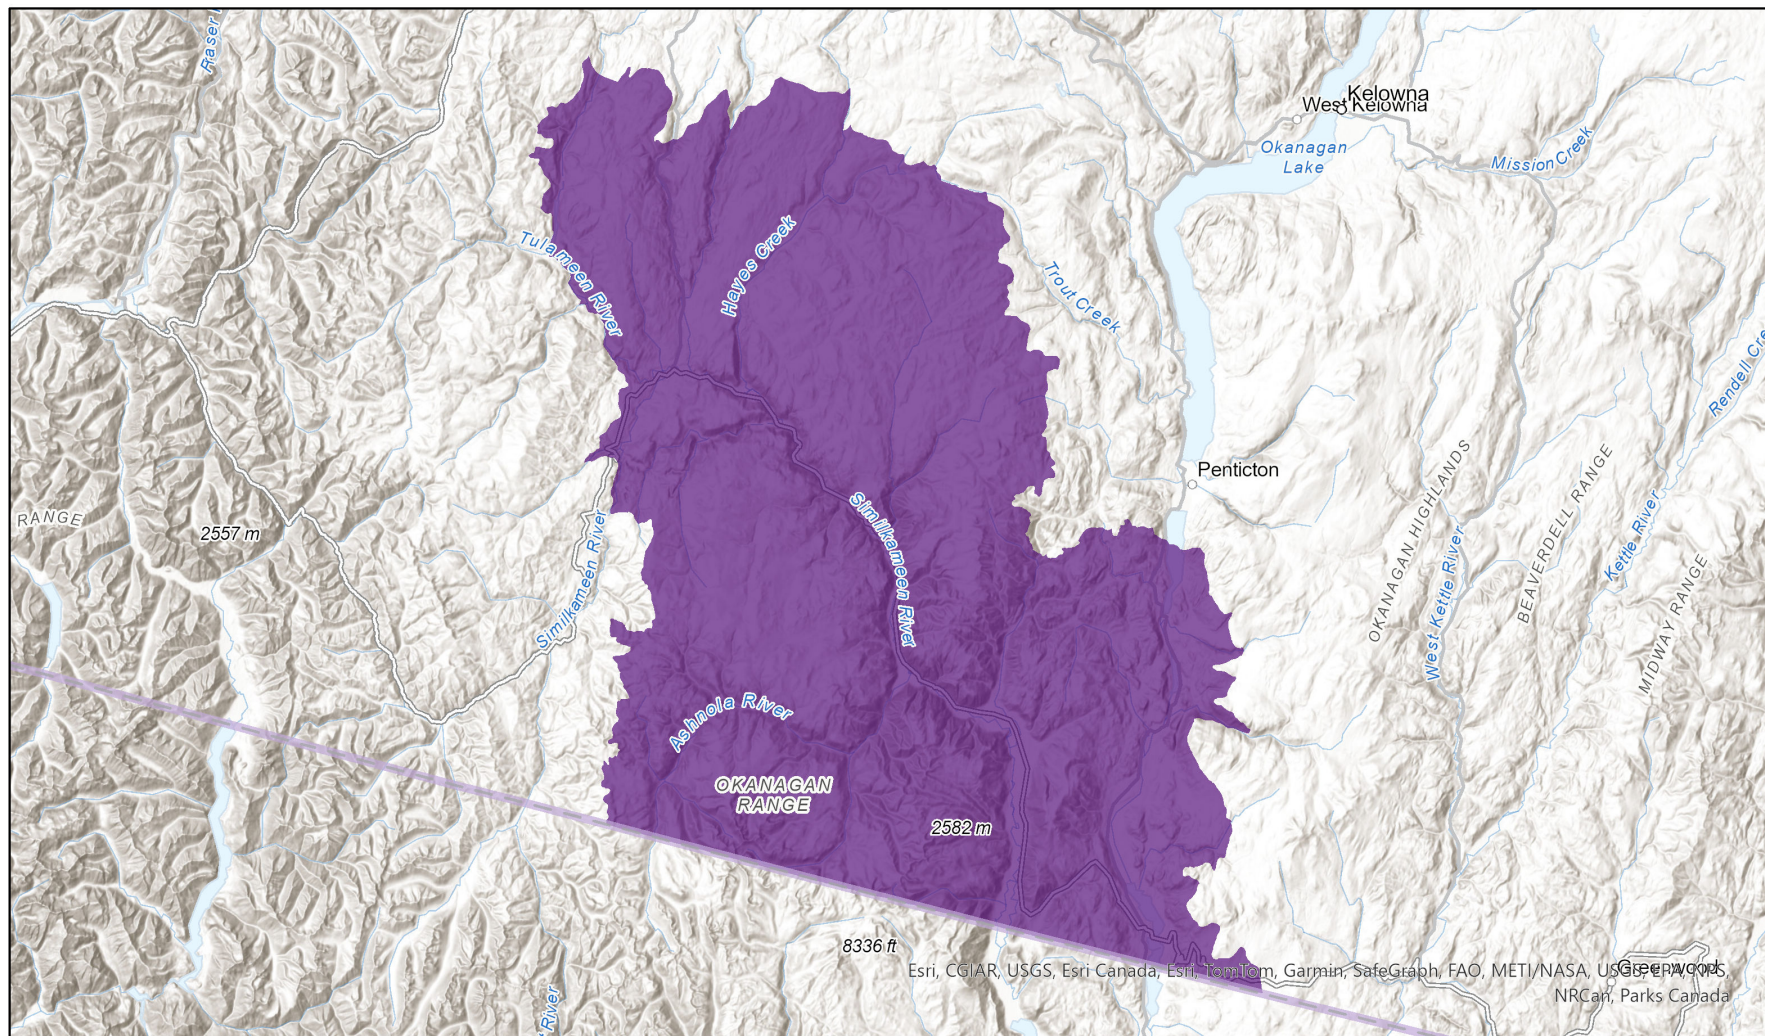 raser
Kelowna
West Kelowna
Okanagan
Lake
Mission Creek
Tulameen River
Hayes Creek
Trout Creek
Rendell Cre
Penticton
RANGE
2557 m
Similkameen River
Similkameen River
OKANAGAN HIGHLANDS
West Kettle River
BEAVERDELL RANGE
Kettle River
MIDWAY RANGE
Ashnola River
OKANAGAN
RANGE
2582 m
8336 ft
River
Greenwood
Esri, CGIAR, USGS, Esri Canada, Esri, TomTom, Garmin, SafeGraph, FAO, METI/NASA, USGS, EPA, NPS,
NRCan, Parks Canada